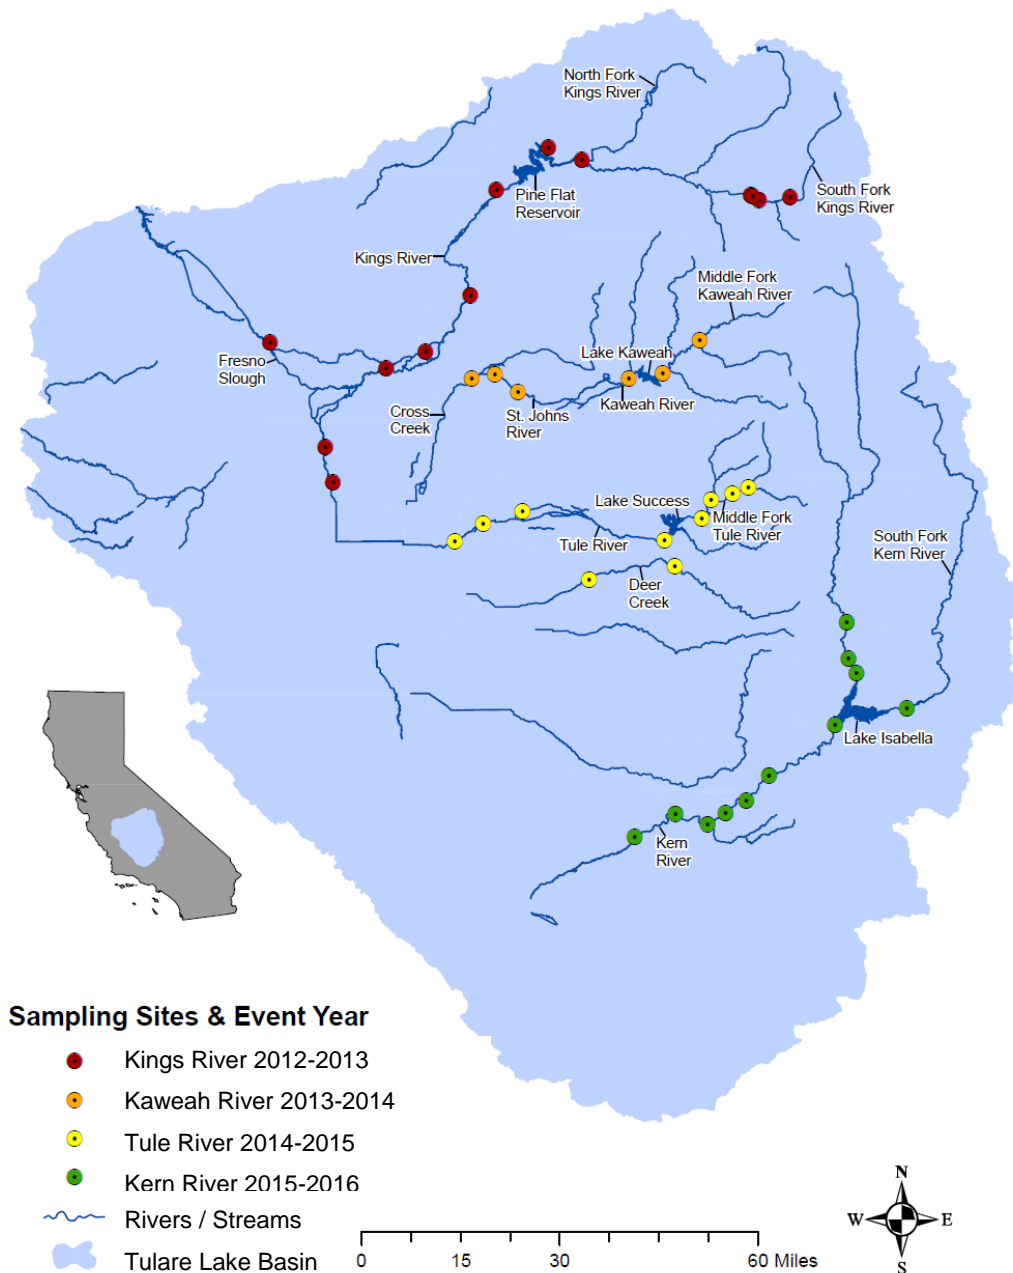 North Fork
Kings River
South Fork
Kings River
Pine Flat
Reservoir
Kings River
Middle Fork
Kaweah River
Fresno
Slough
Lake Kaweah
Kaweah River
Cross
Creek
St. Johns
River
Lake Success
Middle Fork
Tule River
Tule River
South Fork
Kern River
Deer
Creek
Lake Isabella
Kern
River
Sampling Sites & Event Year
Kings River 2012-2013
Kaweah River 2013-2014
Tule River 2014-2015
Kern River 2015-2016
Rivers / Streams
Tulare Lake Basin
0 15 30 60 Miles
N
W E
S